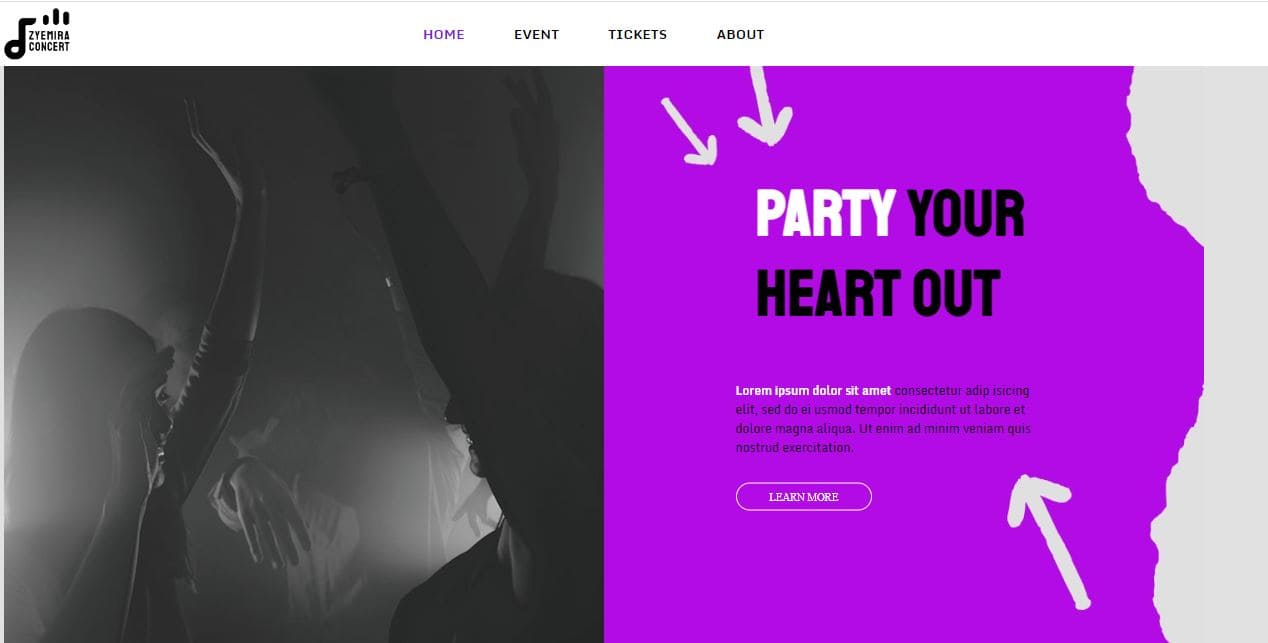 ZYEMIRA
CONCERT
HOME EVENT TICKETS ABOUT
PARTY YOUR
HEART OUT
Lorem ipsum dolor sit amet consectetur adip isicing
elit, sed do ei usmod tempor incididunt ut labore et
dolore magna aliqua. Ut enim ad minim veniam quis
nostrud exercitation.
LEARN MORE